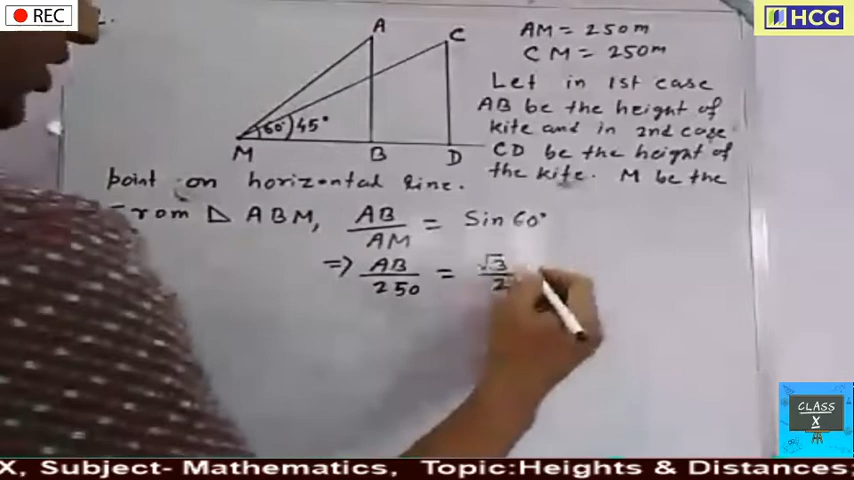 REC
HCG
A
C
60° 45°
M
B
D
AM = 250m
CM = 250m
Let in 1st case
AB be the height of
kite and in 2nd case
CD be the height of
the kite. M be the
point on horizontal line.
From △ ABM, AB/AM = Sin 60°
⇒ AB/250 = √3/2
CLASS
X
X, Subject- Mathematics, Topic:Heights & Distances;